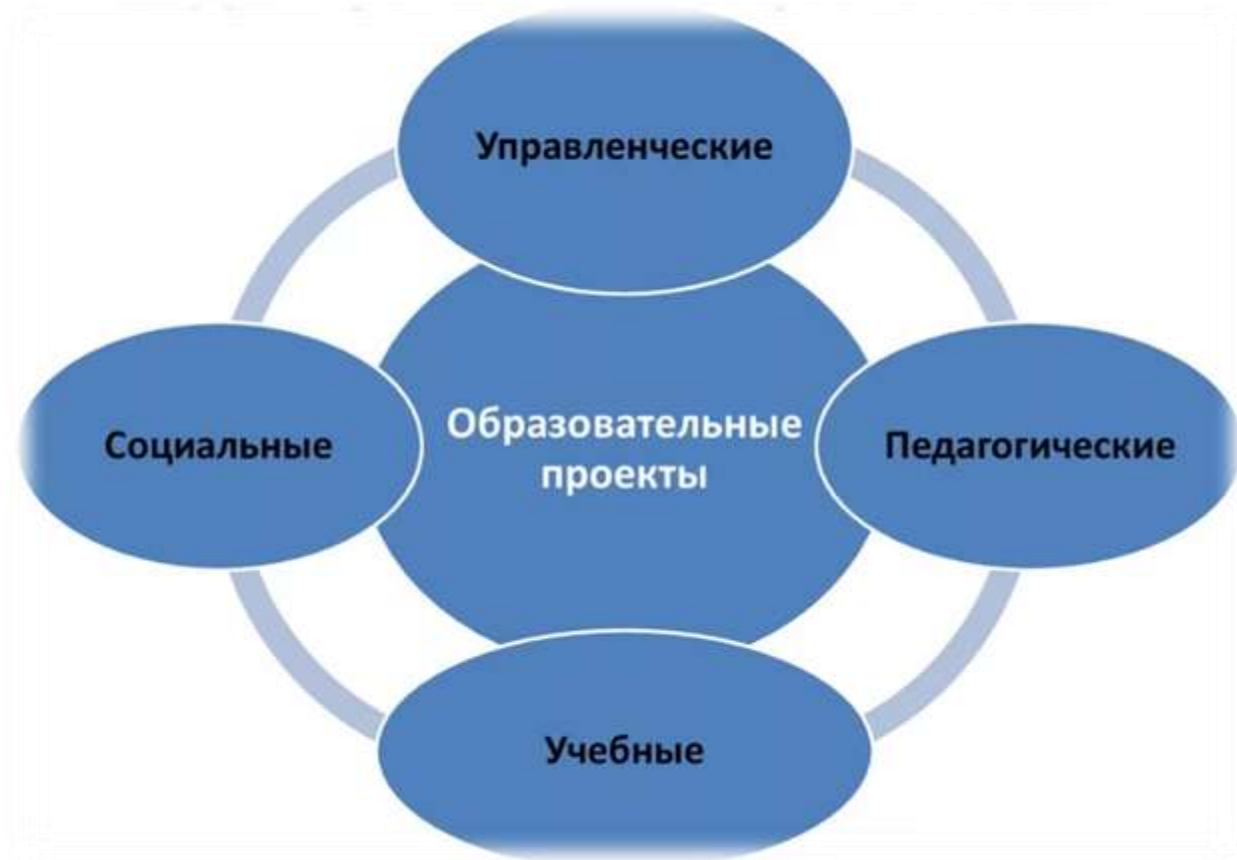 Управленческие
Социальные
Образовательные
проекты
Педагогические
Учебные